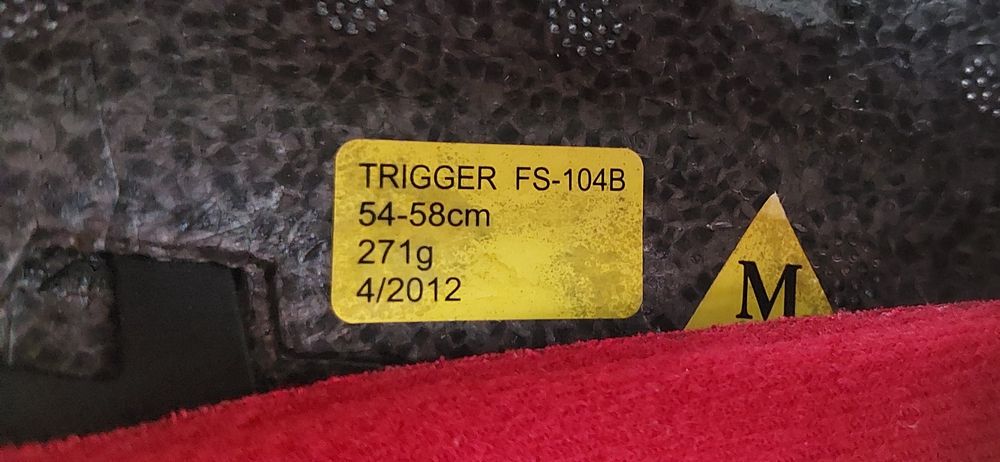 TRIGGER FS-104B
54-58cm
271g
4/2012
M